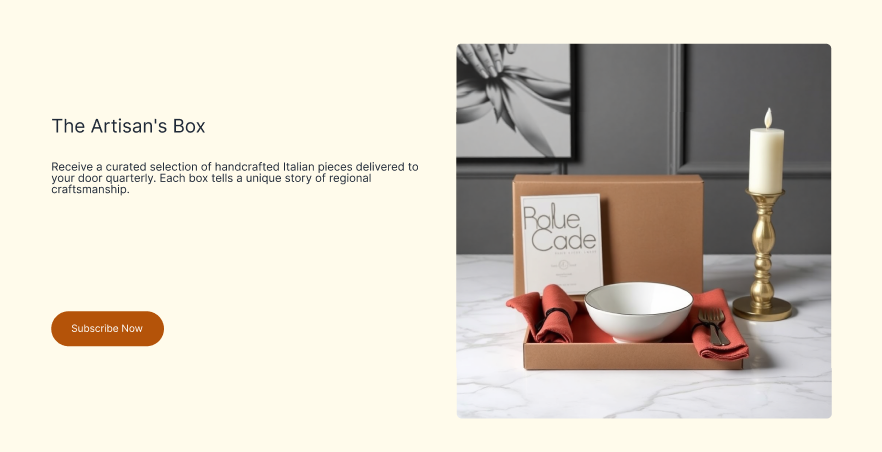 The Artisan's Box
Receive a curated selection of handcrafted Italian pieces delivered to
your door quarterly. Each box tells a unique story of regional
craftsmanship.
Subscribe Now
Rolue
Cade